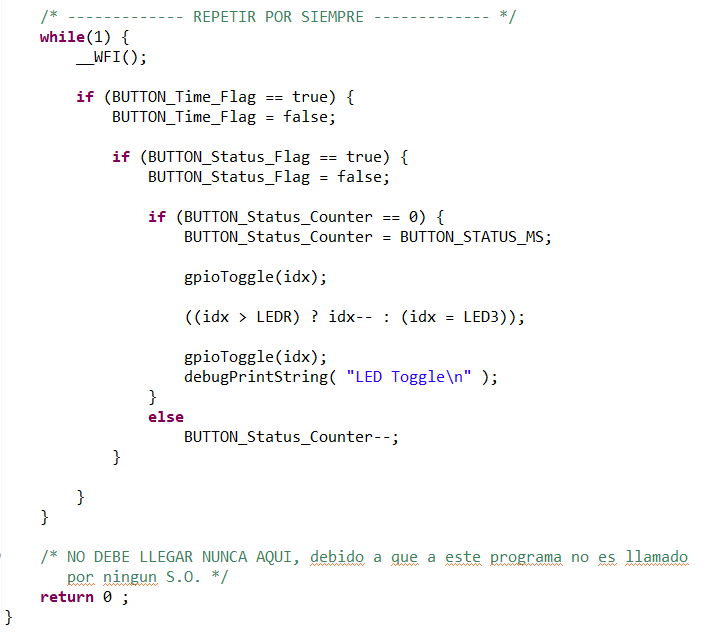 /* ------------- REPETIR POR SIEMPRE ------------- */
while(1) {
__WFI();
if (BUTTON_Time_Flag == true) {
BUTTON_Time_Flag = false;
if (BUTTON_Status_Flag == true) {
BUTTON_Status_Flag = false;
if (BUTTON_Status_Counter == 0) {
BUTTON_Status_Counter = BUTTON_STATUS_MS;
gpioToggle(idx);
((idx > LEDR) ? idx-- : (idx = LED3));
gpioToggle(idx);
debugPrintString( "LED Toggle\n" );
}
else
BUTTON_Status_Counter--;
}
}
}
/* NO DEBE LLEGAR NUNCA AQUI, debido a que a este programa no es llamado
por ningun S.O. */
return 0 ;
}